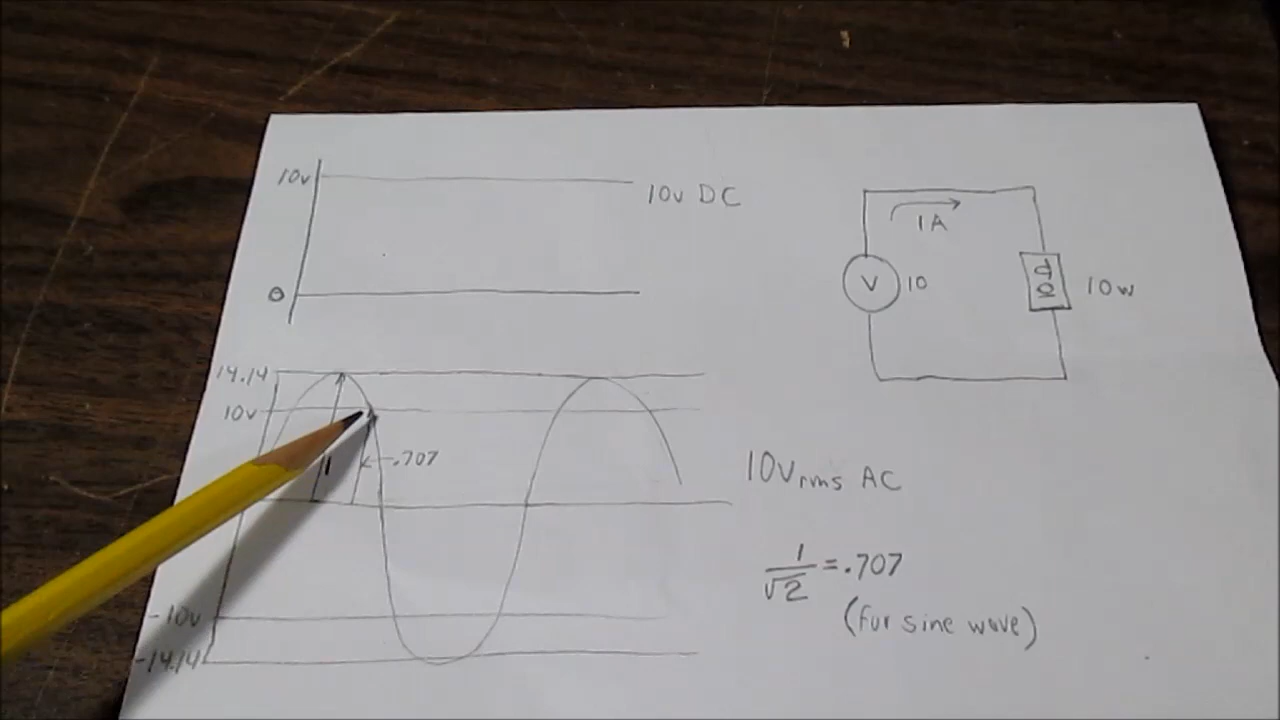 10v
10v DC
0
1A
V
10
10w
14.14
10v
1
.707
-10v
-14.14
10Vrms AC
1/√2 = .707
(for sine wave)